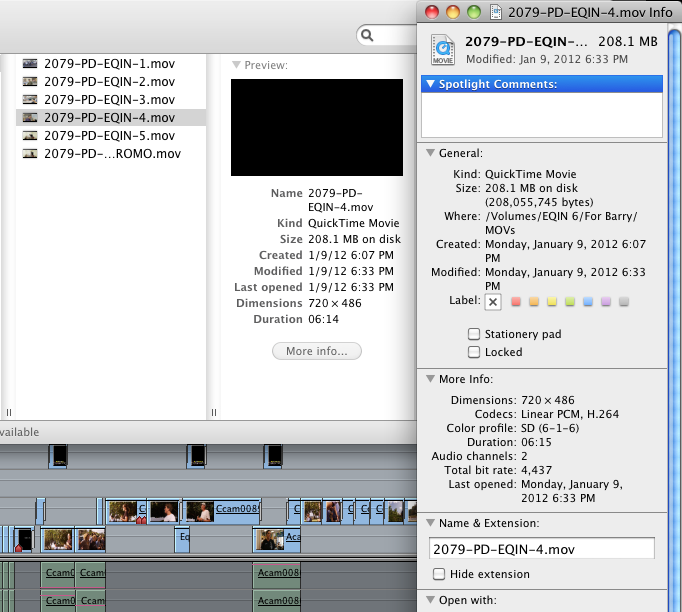 2079-PD-EQIN-1.mov
2079-PD-EQIN-2.mov
2079-PD-EQIN-3.mov
2079-PD-EQIN-4.mov
2079-PD-EQIN-5.mov
2079-PD-...ROMO.mov
Preview:
Name 2079-PD-
EQIN-4.mov
Kind QuickTime Movie
Size 208.1 MB on disk
Created 1/9/12 6:07 PM
Modified 1/9/12 6:33 PM
Last opened 1/9/12 6:33 PM
Dimensions 720 × 486
Duration 06:14
More info...
vailable
Ccam008
Eq
Aca
Ccam0
Ccam
Acam008
Ccam0
Ccam
Acam008
2079-PD-EQIN-4.mov Info
2079-PD-EQIN-... 208.1 MB
Modified: Jan 9, 2012 6:33 PM
MOVIE
Spotlight Comments:
General:
Kind: QuickTime Movie
Size: 208.1 MB on disk
(208,055,745 bytes)
Where: /Volumes/EQIN 6/For Barry/
MOVs
Created: Monday, January 9, 2012 6:07
PM
Modified: Monday, January 9, 2012 6:33
PM
Label:
Stationery pad
Locked
More Info:
Dimensions: 720 × 486
Codecs: Linear PCM, H.264
Color profile: SD (6-1-6)
Duration: 06:15
Audio channels: 2
Total bit rate: 4,437
Last opened: Monday, January 9,
2012 6:33 PM
Name & Extension:
2079-PD-EQIN-4.mov
Hide extension
Open with: